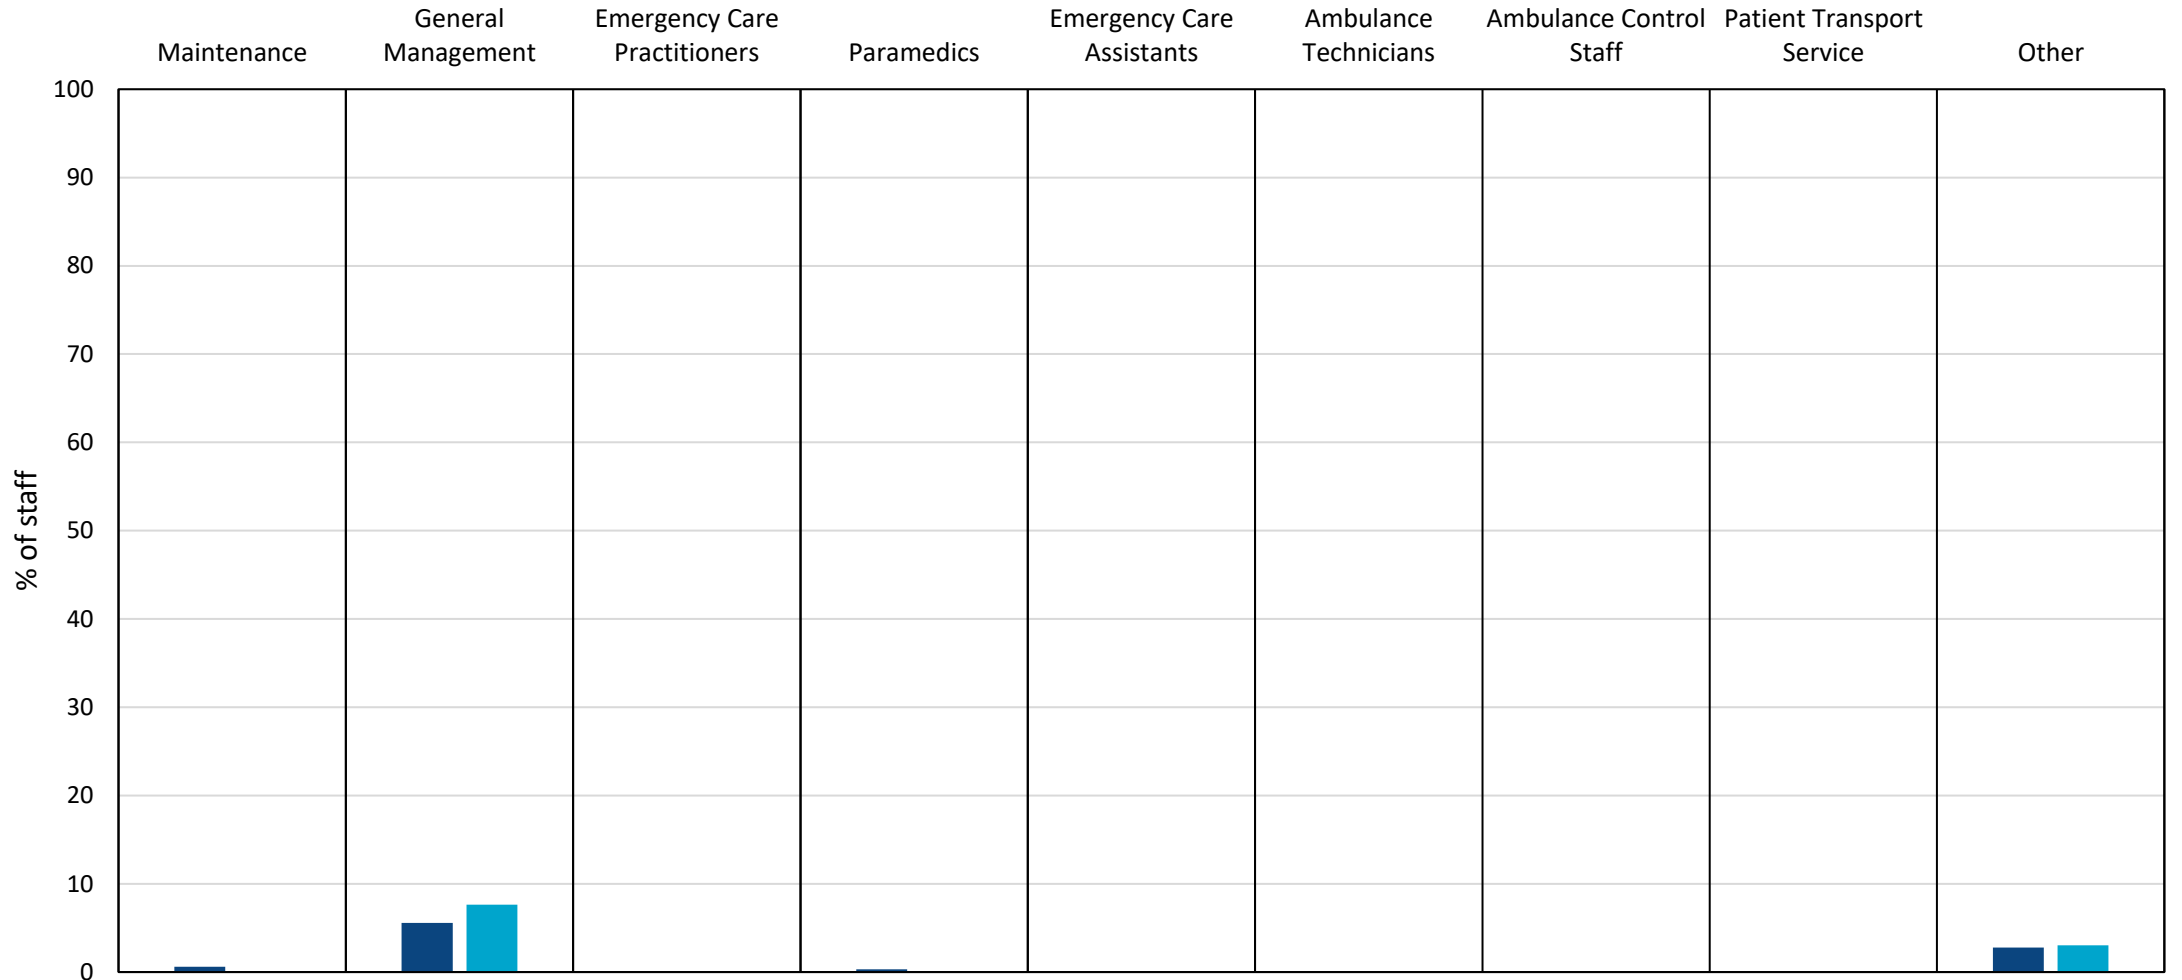 Maintenance
General
Management
Emergency Care
Practitioners
Paramedics
Emergency Care
Assistants
Ambulance
Technicians
Ambulance Control
Staff
Patient Transport
Service
Other
100
90
80
70
60
50
40
30
20
10
0
% of staff